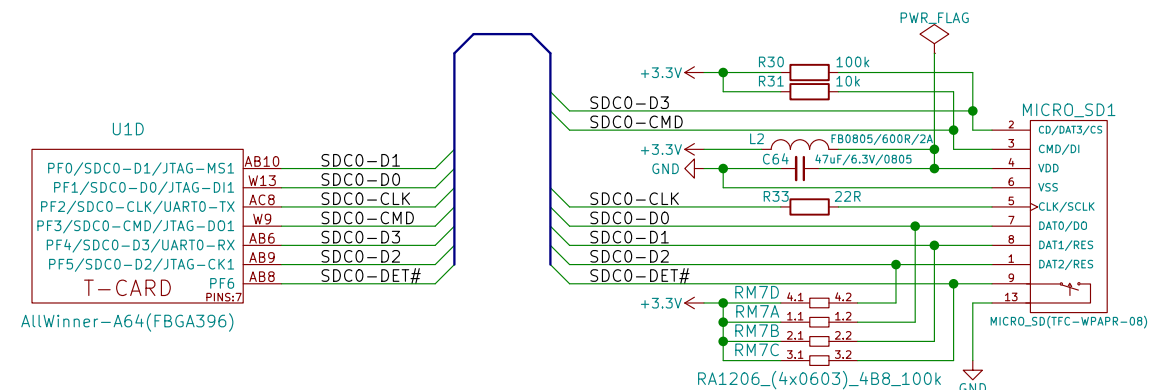 PWR_FLAG
+3.3V
R30
100k
R31
10k
SDC0-D3
SDC0-CMD
MICRO_SD1
2
CD/DAT3/CS
3
CMD/DI
L2
FB0805/600R/2A
+3.3V
4
VDD
C64
47uF/6.3V/0805
GND
6
VSS
SDC0-CLK
R33
22R
5
CLK/SCLK
SDC0-D0
7
DAT0/DO
SDC0-D1
8
DAT1/RES
SDC0-D2
1
DAT2/RES
SDC0-DET#
9
13
MICRO_SD(TFC-WPAPR-08)
+3.3V
RM7D
4.1
4.2
RM7A
1.1
1.2
RM7B
2.1
2.2
RM7C
3.1
3.2
RA1206_(4x0603)_4B8_100k
GND
U1D
PF0/SDC0-D1/JTAG-MS1
AB10
SDC0-D1
PF1/SDC0-D0/JTAG-DI1
W13
SDC0-D0
PF2/SDC0-CLK/UART0-TX
AC8
SDC0-CLK
PF3/SDC0-CMD/JTAG-DO1
W9
SDC0-CMD
PF4/SDC0-D3/UART0-RX
AB6
SDC0-D3
PF5/SDC0-D2/JTAG-CK1
AB9
SDC0-D2
PF6
AB8
SDC0-DET#
T-CARD
PINS:7
AllWinner-A64(FBGA396)